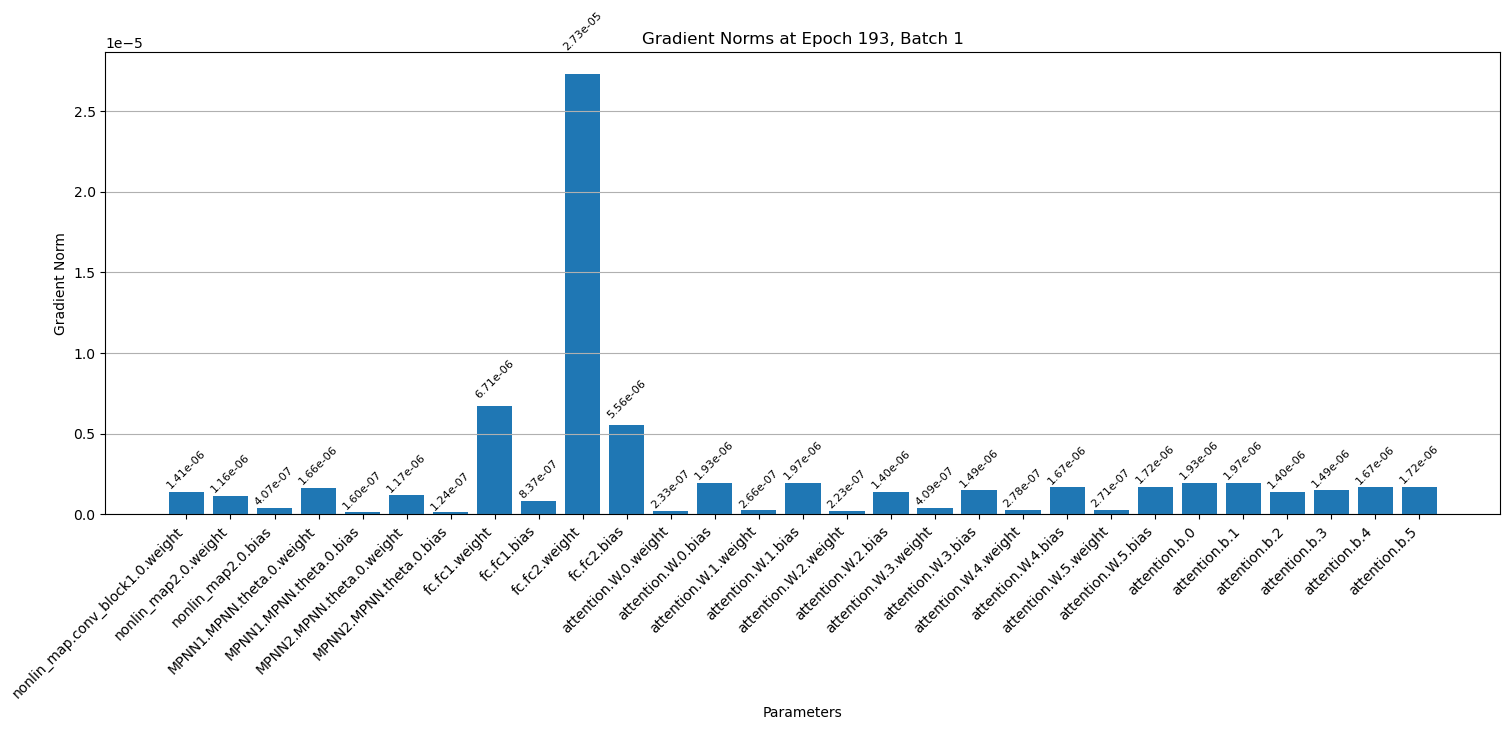 Gradient Norms at Epoch 193, Batch 1
1e−5
2.5
2.0
1.5
1.0
0.5
0.0
Gradient Norm
1.41e-06
1.16e-06
4.07e-07
1.66e-06
1.60e-07
1.17e-06
1.24e-07
6.71e-06
8.37e-07
2.73e-05
5.56e-06
2.33e-07
1.93e-06
2.66e-07
1.97e-06
2.23e-07
1.40e-06
4.09e-07
1.49e-06
2.78e-07
1.67e-06
2.71e-07
1.72e-06
1.93e-06
1.97e-06
1.40e-06
1.49e-06
1.67e-06
1.72e-06
nonlin_map.conv_block1.0.weight
nonlin_map2.0.weight
nonlin_map2.0.bias
MPNN1.MPNN.theta.0.weight
MPNN1.MPNN.theta.0.bias
MPNN2.MPNN.theta.0.weight
MPNN2.MPNN.theta.0.bias
fc.fc1.weight
fc.fc1.bias
fc.fc2.weight
fc.fc2.bias
attention.W.0.weight
attention.W.0.bias
attention.W.1.weight
attention.W.1.bias
attention.W.2.weight
attention.W.2.bias
attention.W.3.weight
attention.W.3.bias
attention.W.4.weight
attention.W.4.bias
attention.W.5.weight
attention.W.5.bias
attention.b.0
attention.b.1
attention.b.2
attention.b.3
attention.b.4
attention.b.5
Parameters